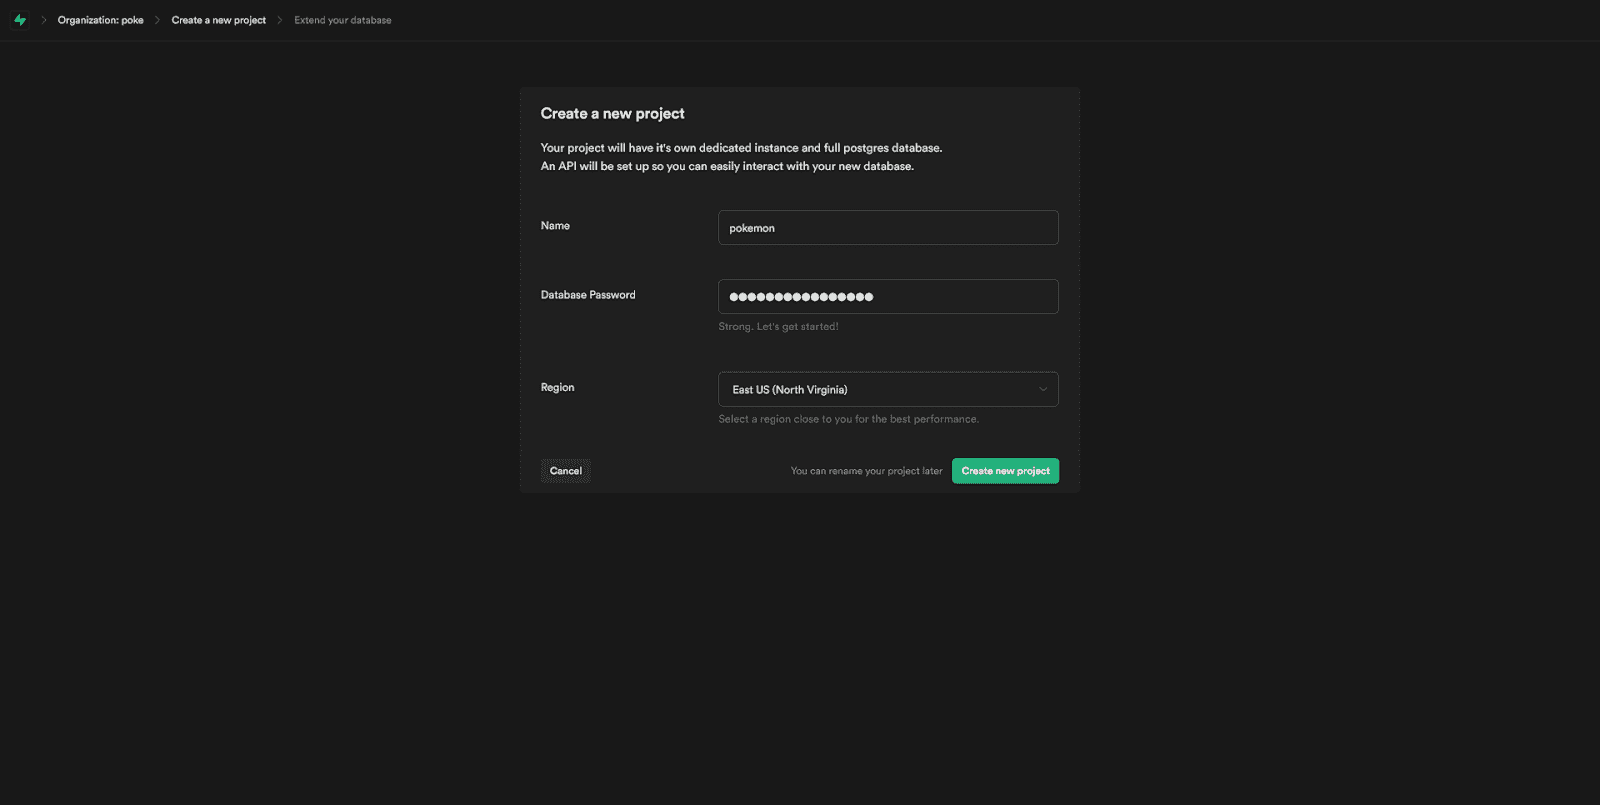 Organization: poke > Create a new project > Extend your database
Create a new project
Your project will have it's own dedicated instance and full postgres database.
An API will be set up so you can easily interact with your new database.
Name
pokemon
Database Password
●●●●●●●●●●●●●●●●
Strong. Let's get started!
Region
East US (North Virginia)
Select a region close to you for the best performance.
Cancel
You can rename your project later
Create new project